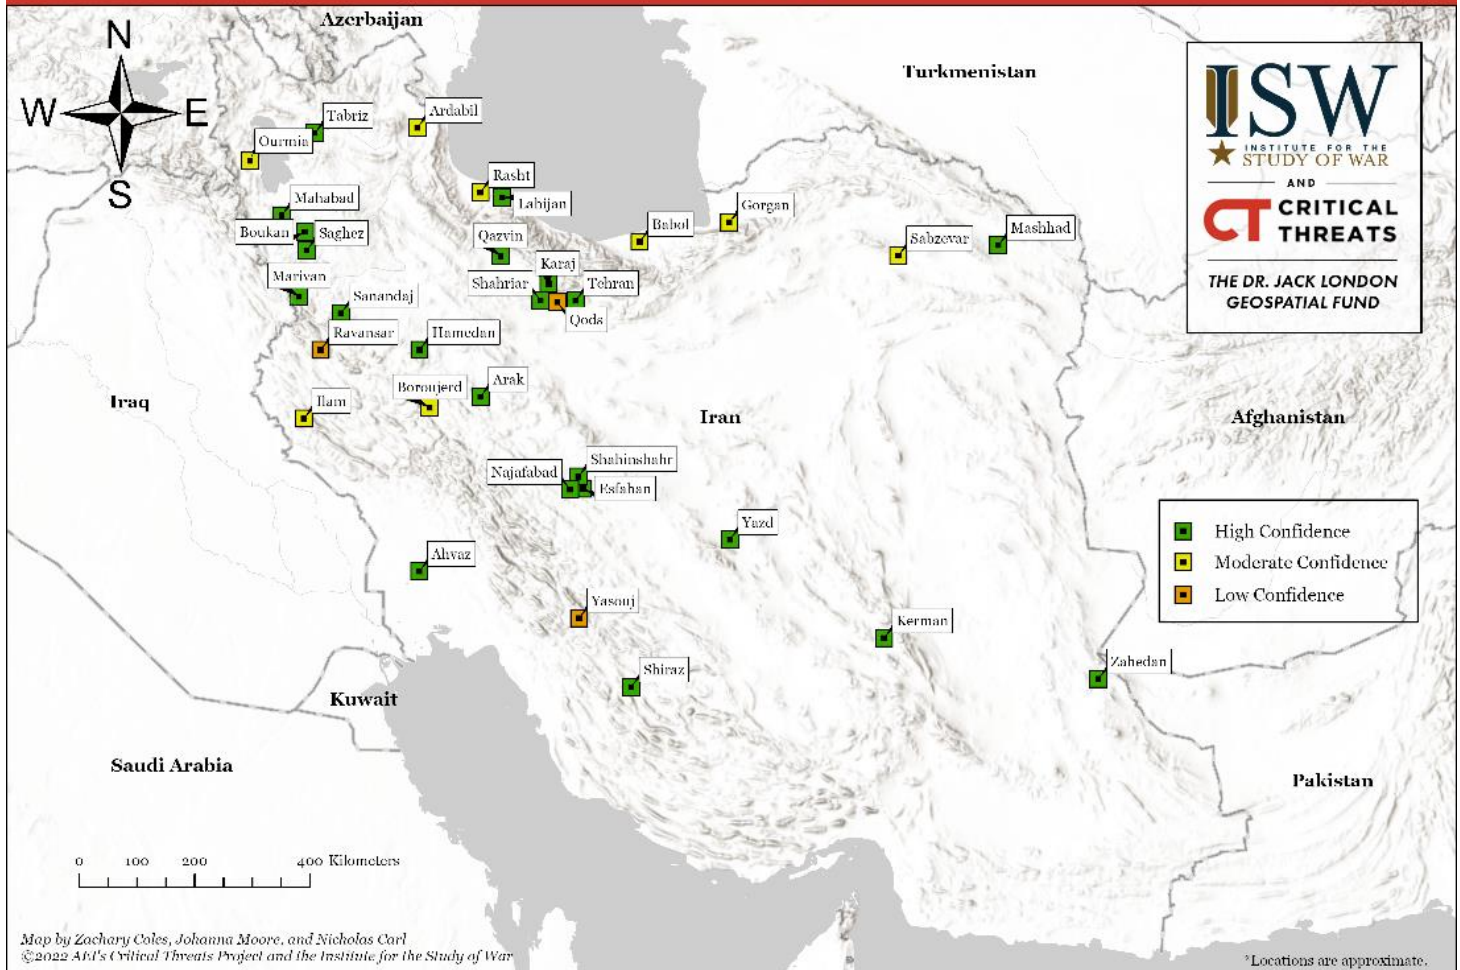 Azerbaijan
N
W
E
S
Turkmenistan
ISW
INSTITUTE FOR THE
STUDY OF WAR
AND
CT CRITICAL
THREATS
THE DR. JACK LONDON
GEOSPATIAL FUND
Tabriz
Ardabil
Ourmia
Rasht
Lahijan
Mahabad
Boukan
Saghez
Qazvin
Babol
Gorgan
Sabzevar
Mashhad
Karaj
Marivan
Shahriar
Tehran
Sanandaj
Qods
Ravansar
Hamedan
Boroujerd
Arak
Ilam
Iraq
Iran
Afghanistan
Shahinshahr
Najafabad
Esfahan
Yazd
Ahvaz
High Confidence
Moderate Confidence
Low Confidence
Yasouj
Kerman
Shiraz
Zahedan
Kuwait
Saudi Arabia
Pakistan
0 100 200 400 Kilometers
Map by Zachary Coles, Johanna Moore, and Nicholas Carl
©2022 AEI's Critical Threats Project and the Institute for the Study of War
*Locations are approximate.